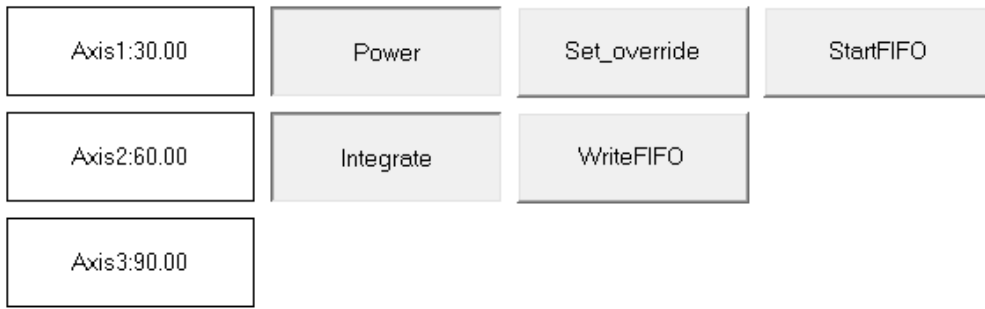 Axis1:30.00
Power
Set_override
StartFIFO
Axis2:60.00
Integrate
WriteFIFO
Axis3:90.00